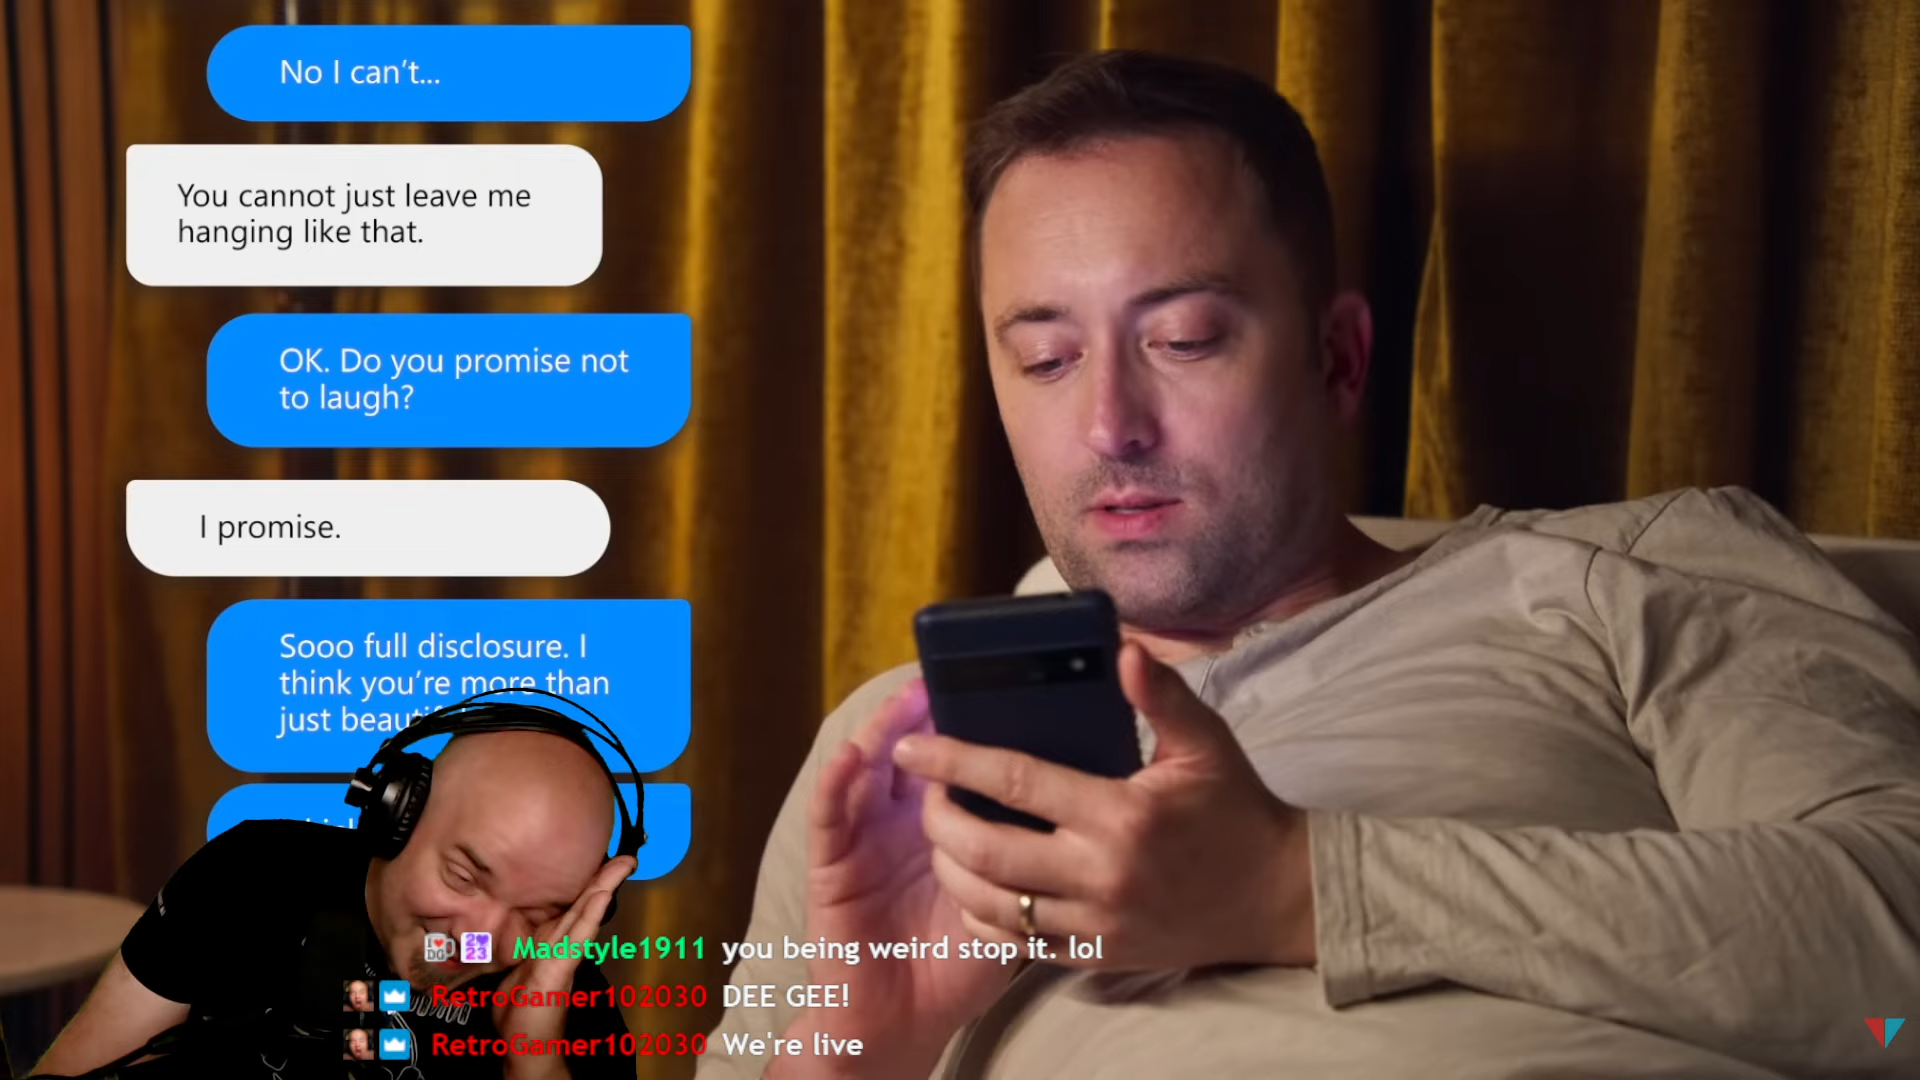 No I can't...
You cannot just leave me
hanging like that.
OK. Do you promise not
to laugh?
I promise.
Sooo full disclosure. I
think you're more than
just
Madstyle1911 you being weird stop it. lol
RetroGamer102030 DEE GEE!
RetroGamer102030 We're live